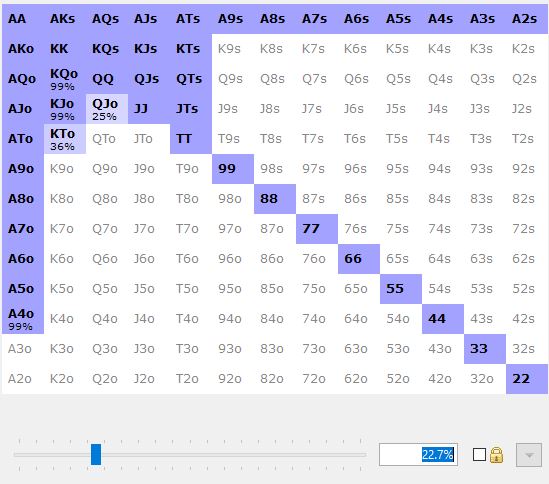 AA AKs AQs AJs ATs A9s A8s A7s A6s A5s A4s A3s A2s
AKo KK KQs KJs KTs K9s K8s K7s K6s K5s K4s K3s K2s
AQo KQo QQ QJs QTs Q9s Q8s Q7s Q6s Q5s Q4s Q3s Q2s
99%
AJo KJo QJo JJ JTs J9s J8s J7s J6s J5s J4s J3s J2s
99% 25%
ATo KTo QTo JTo TT T9s T8s T7s T6s T5s T4s T3s T2s
36%
A9o K9o Q9o J9o T9o 99 98s 97s 96s 95s 94s 93s 92s
A8o K8o Q8o J8o T8o 98o 88 87s 86s 85s 84s 83s 82s
A7o K7o Q7o J7o T7o 97o 87o 77 76s 75s 74s 73s 72s
A6o K6o Q6o J6o T6o 96o 86o 76o 66 65s 64s 63s 62s
A5o K5o Q5o J5o T5o 95o 85o 75o 65o 55 54s 53s 52s
A4o K4o Q4o J4o T4o 94o 84o 74o 64o 54o 44 43s 42s
99%
A3o K3o Q3o J3o T3o 93o 83o 73o 63o 53o 43o 33 32s
A2o K2o Q2o J2o T2o 92o 82o 72o 62o 52o 42o 32o 22
22.7%